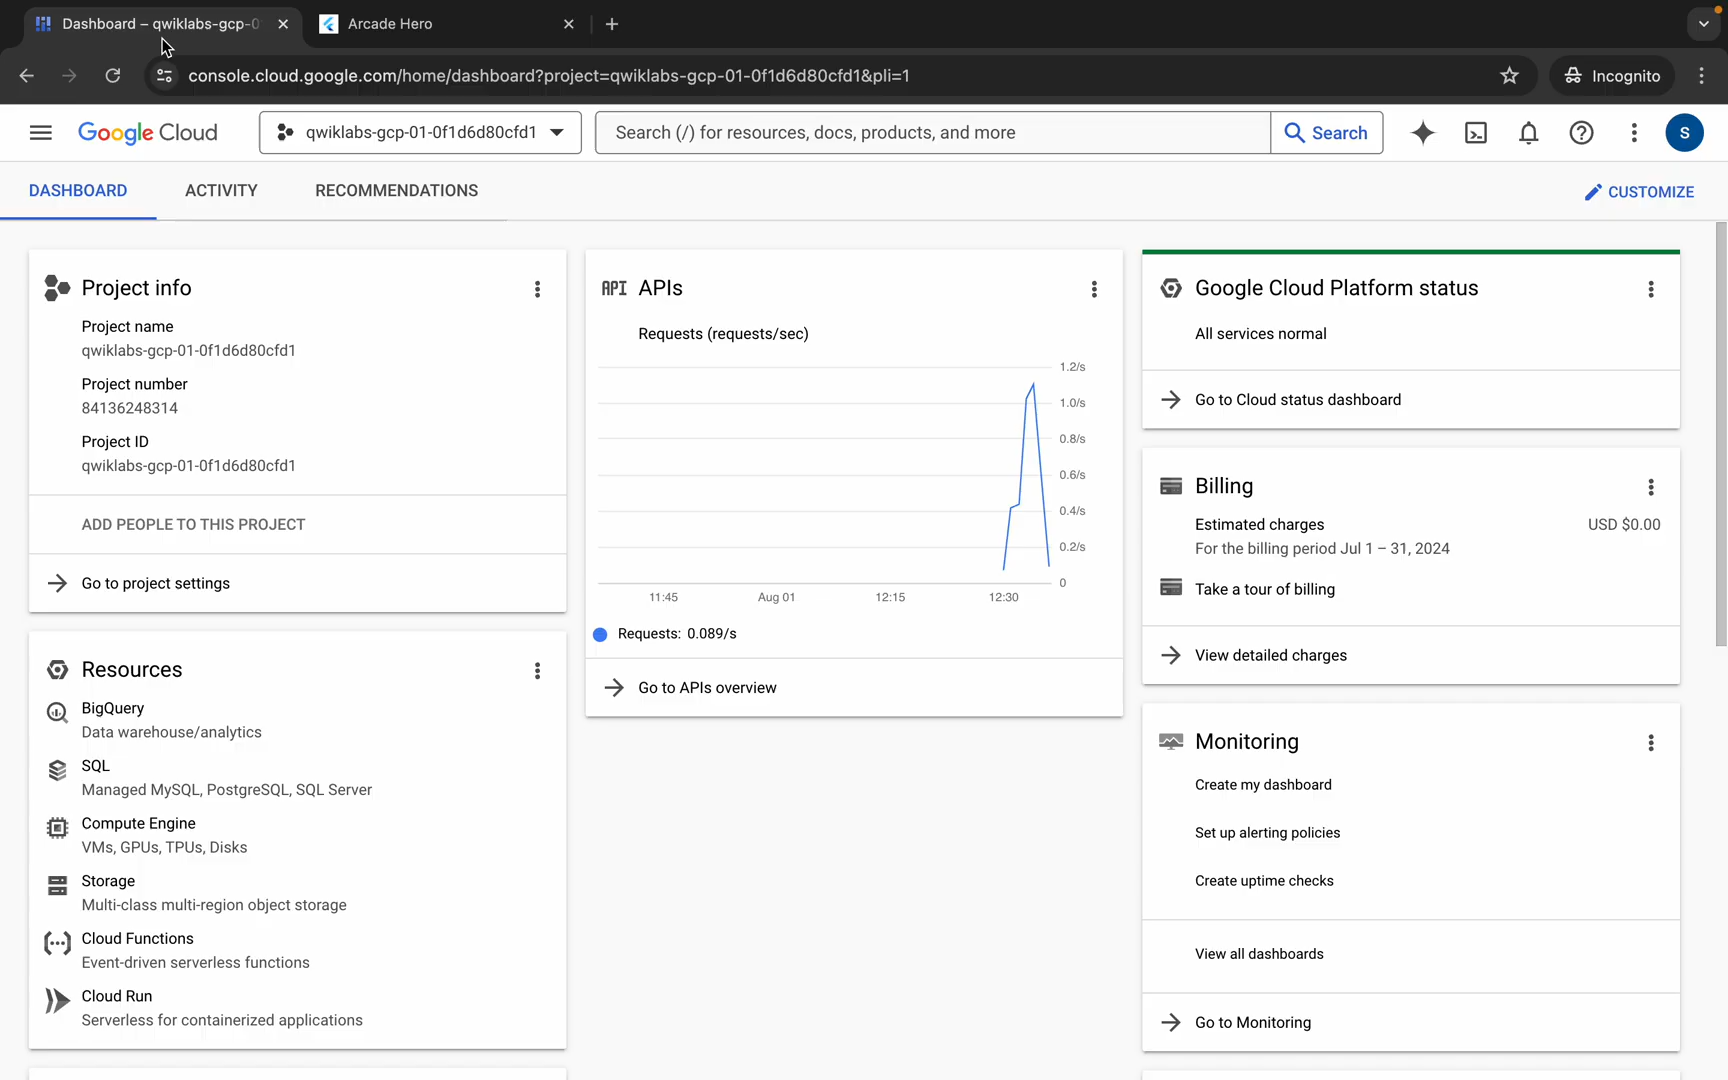 Dashboard – qwiklabs-gcp-0
Arcade Hero
console.cloud.google.com/home/dashboard?project=qwiklabs-gcp-01-0f1d6d80cfd1&pli=1
Incognito
Google Cloud
qwiklabs-gcp-01-0f1d6d80cfd1
Search (/) for resources, docs, products, and more
Search
S
DASHBOARD
ACTIVITY
RECOMMENDATIONS
CUSTOMIZE
Project info
Project name
qwiklabs-gcp-01-0f1d6d80cfd1
Project number
84136248314
Project ID
qwiklabs-gcp-01-0f1d6d80cfd1
ADD PEOPLE TO THIS PROJECT
Go to project settings
Resources
BigQuery
Data warehouse/analytics
SQL
Managed MySQL, PostgreSQL, SQL Server
Compute Engine
VMs, GPUs, TPUs, Disks
Storage
Multi-class multi-region object storage
Cloud Functions
Event-driven serverless functions
Cloud Run
Serverless for containerized applications
API APIs
Requests (requests/sec)
1.2/s
1.0/s
0.8/s
0.6/s
0.4/s
0.2/s
0
11:45
Aug 01
12:15
12:30
Requests: 0.089/s
Go to APIs overview
Google Cloud Platform status
All services normal
Go to Cloud status dashboard
Billing
Estimated charges
USD $0.00
For the billing period Jul 1 – 31, 2024
Take a tour of billing
View detailed charges
Monitoring
Create my dashboard
Set up alerting policies
Create uptime checks
View all dashboards
Go to Monitoring